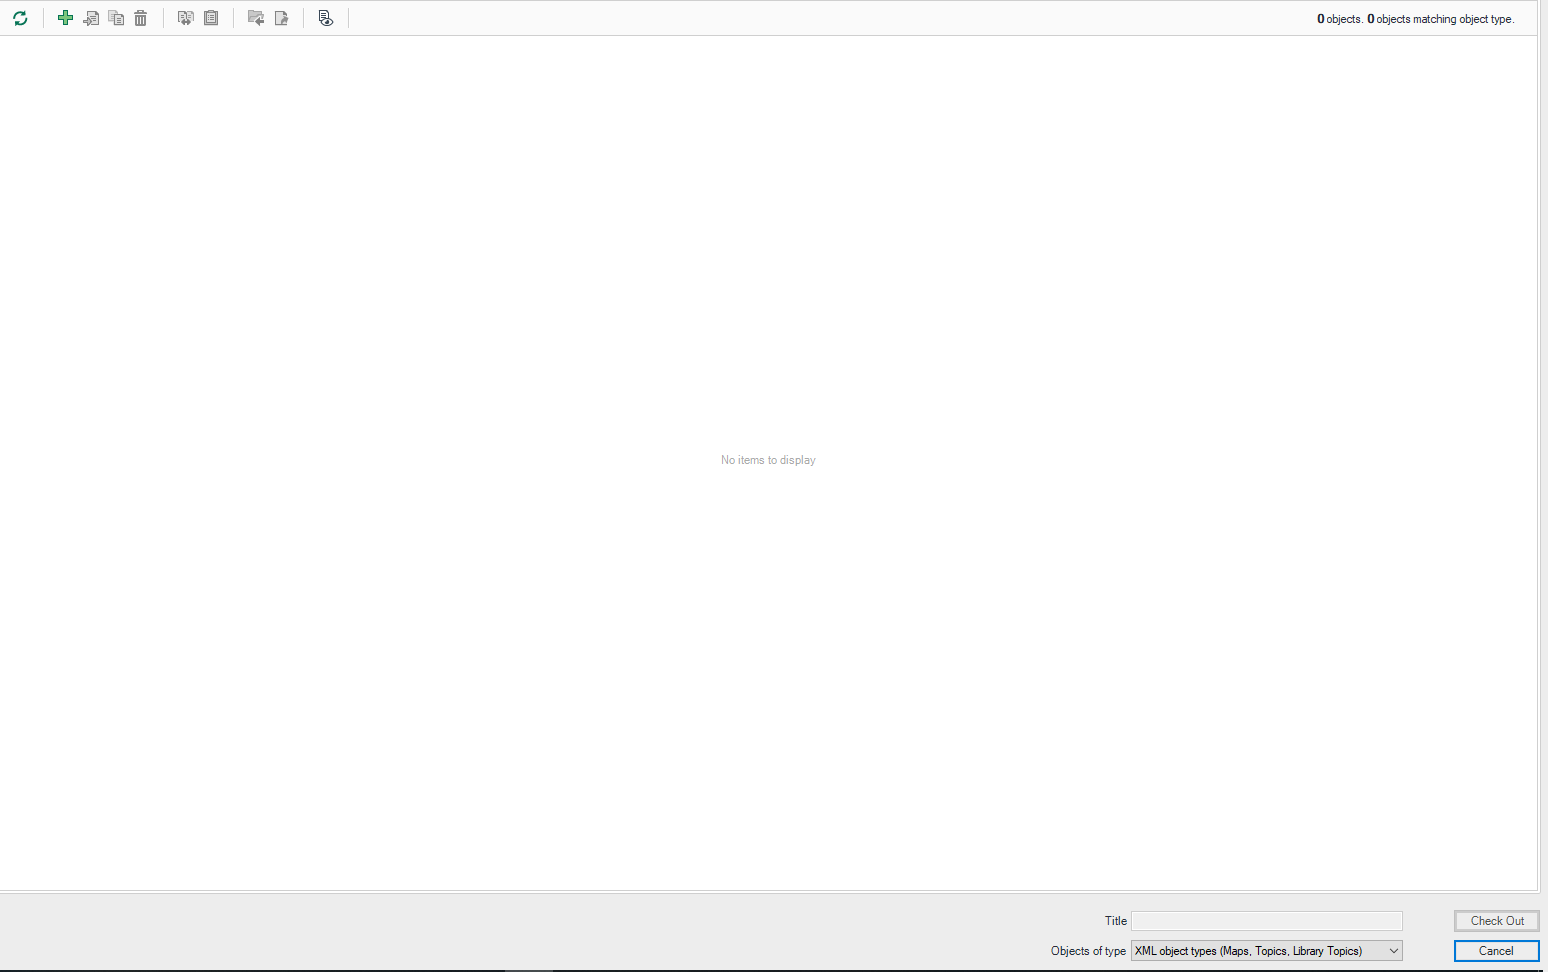 0 objects. 0 objects matching object type.
No items to display
Title
Check Out
Objects of type XML object types (Maps, Topics, Library Topics)
Cancel